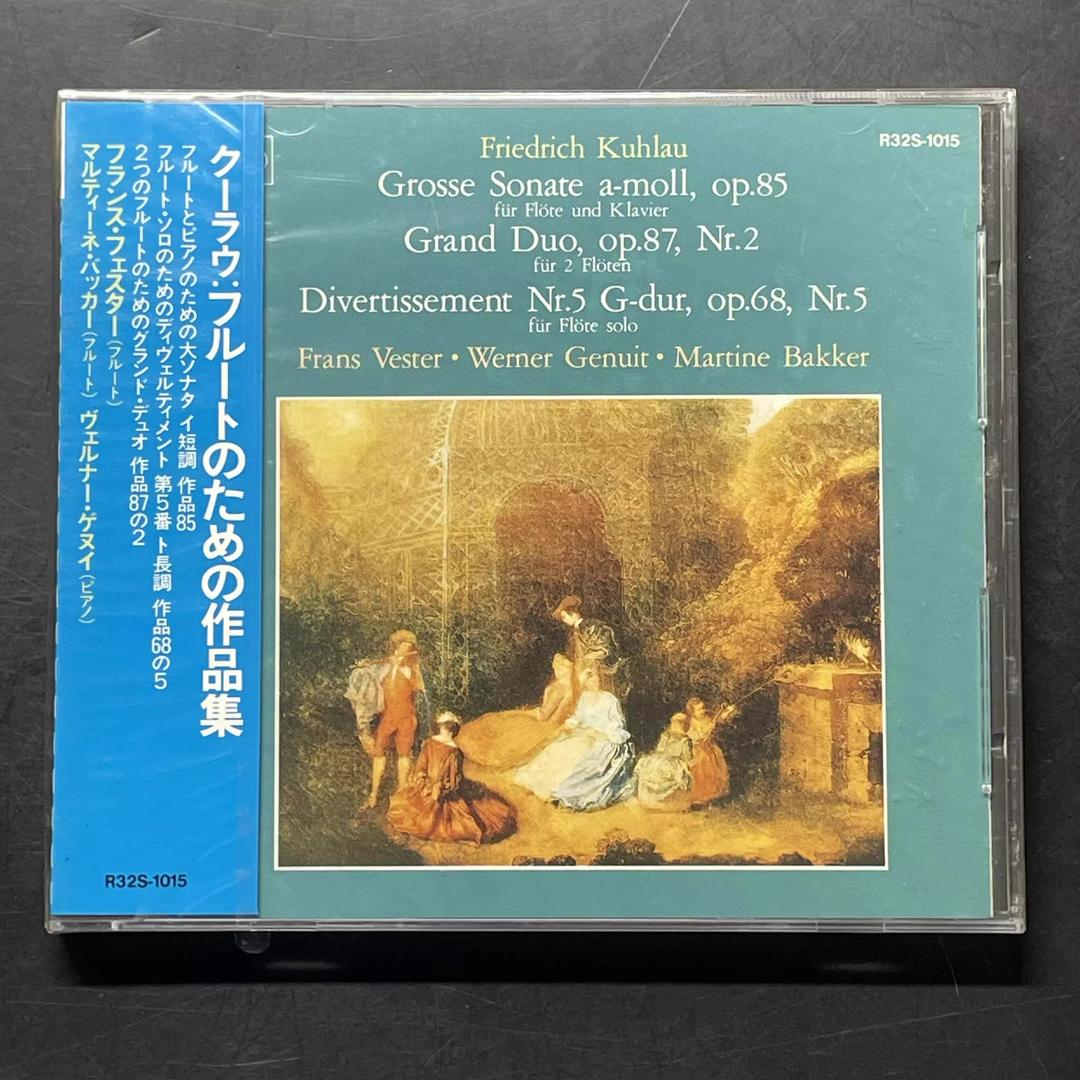 クーラウ:フルートのための作品集
フルートとピアノのための大ソナタ イ短調 作品85
フルート・ソロのためのディヴェルティメント 第5番 ト長調 作品68の5
2つのフルートのためのグランド・デュオ 作品87の2
フランス・フェスター(フルート)
マルティーネ・バッカー(フルート) ヴェルナー・ゲヌイ(ピアノ)
R32S-1015
R32S-1015
Friedrich Kuhlau
Grosse Sonate a-moll, op.85
für Flöte und Klavier
Grand Duo, op.87, Nr.2
für 2 Flöten
Divertissement Nr.5 G-dur, op.68, Nr.5
für Flöte solo
Frans Vester • Werner Genuit • Martine Bakker